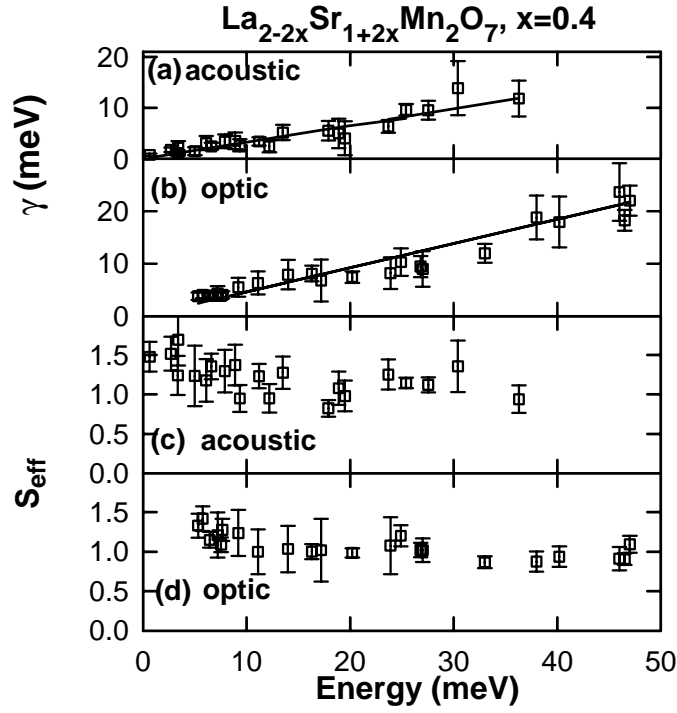 La2-2xSr1+2xMn2O7, x=0.4
(a) acoustic
20
10
0
γ (meV)
(b) optic
20
10
0
1.5
1.0
0.5
0.0
(c) acoustic
Seff
1.5
1.0
0.5
0.0
(d) optic
0 10 20 30 40 50
Energy (meV)